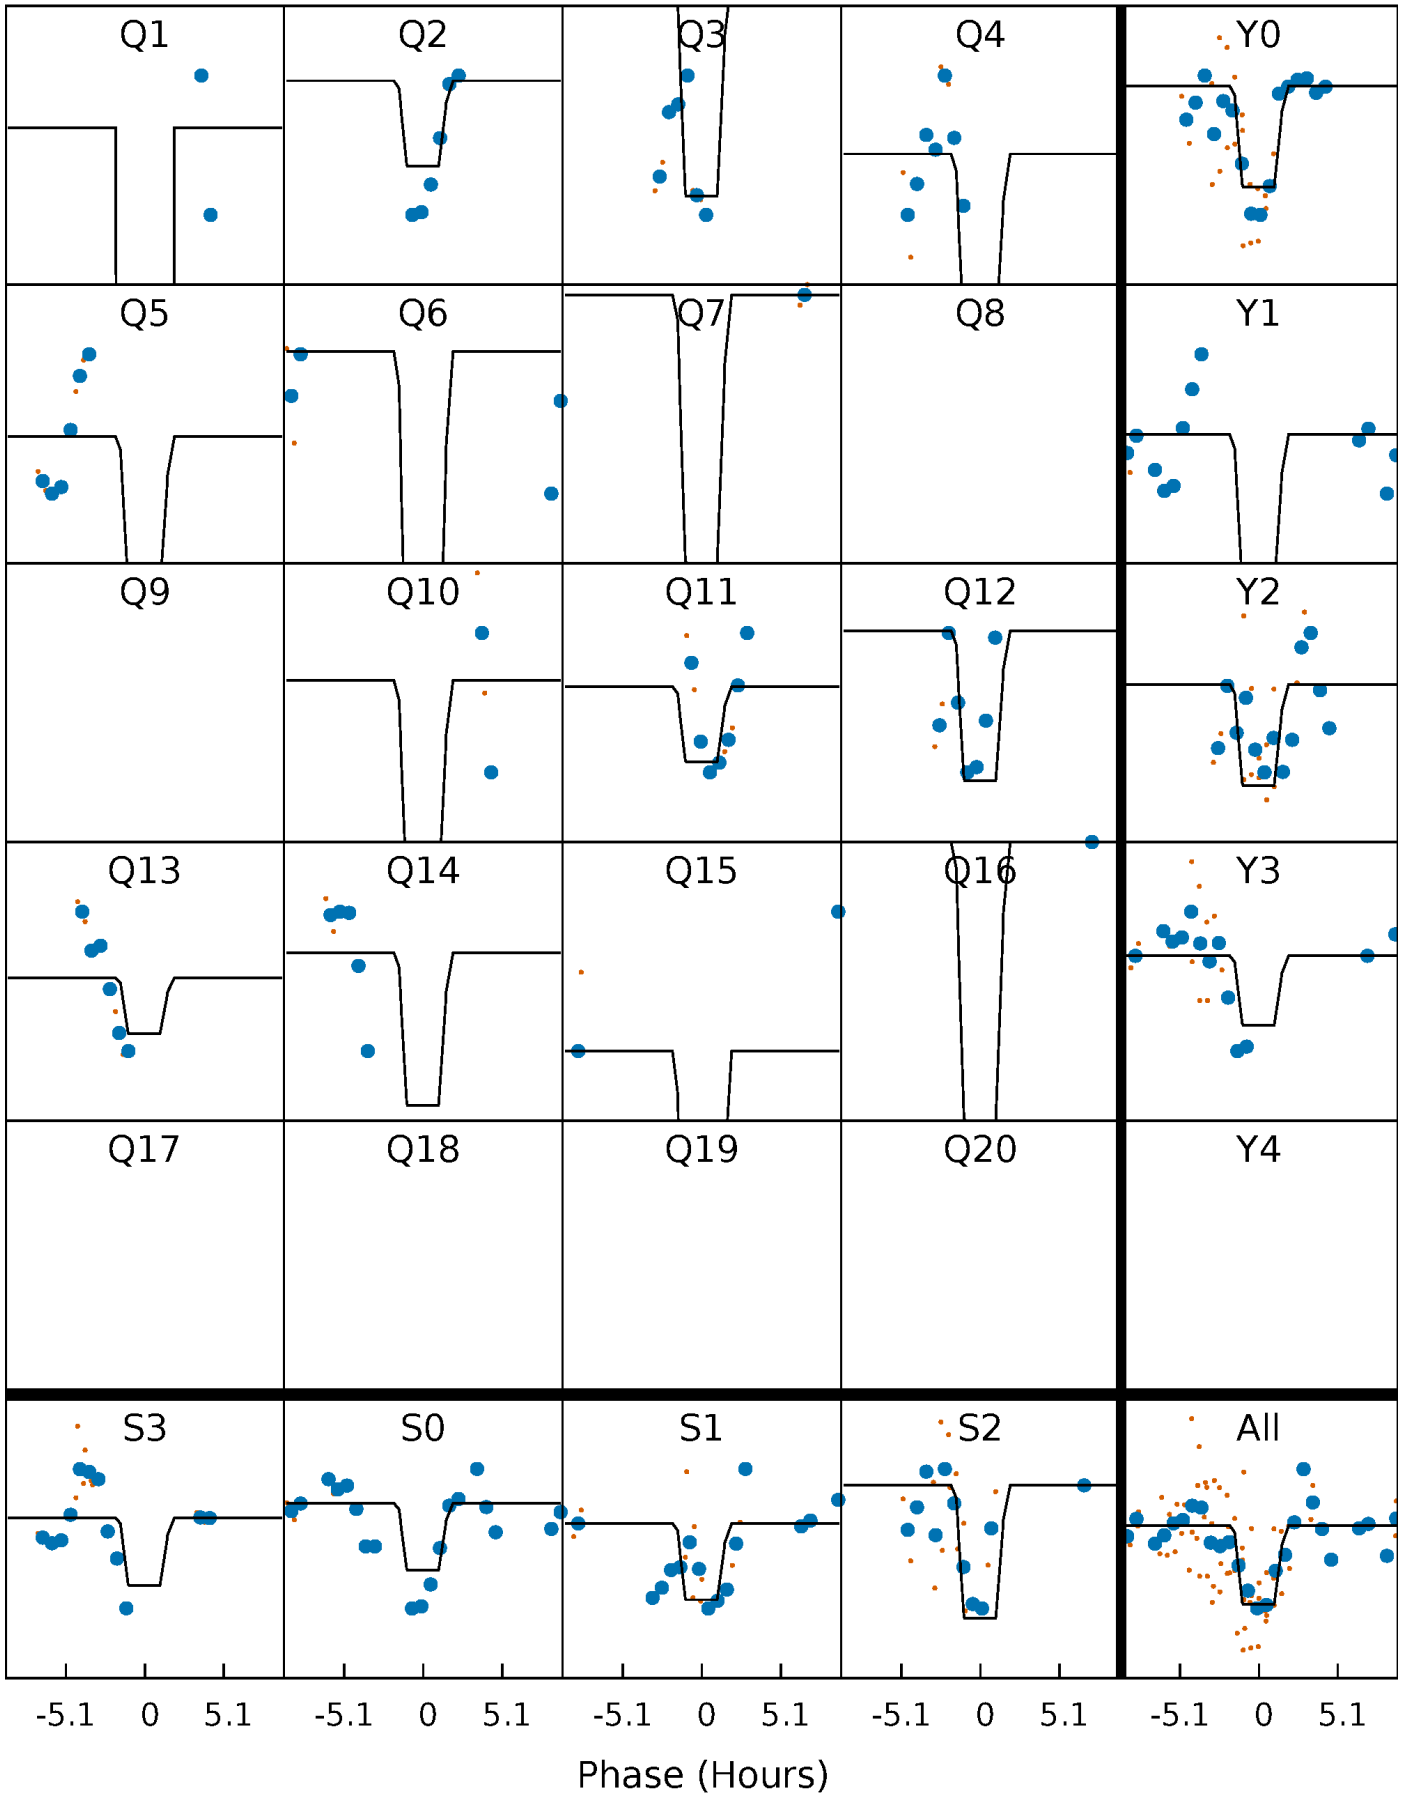 Q1 Q2 Q3 Q4 Y0
Q5 Q6 Q7 Q8 Y1
Q9 Q10 Q11 Q12 Y2
Q13 Q14 Q15 Q16 Y3
Q17 Q18 Q19 Q20 Y4
S3 S0 S1 S2 All
-5.1 0 5.1 -5.1 0 5.1 -5.1 0 5.1 -5.1 0 5.1 -5.1 0 5.1
Phase (Hours)